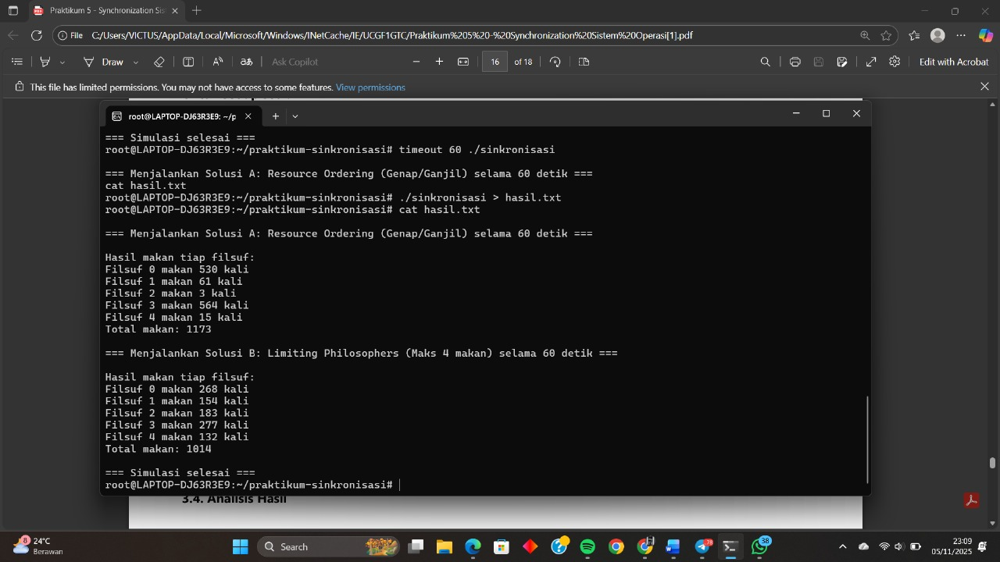 Praktikum 5 - Synchronization Sis
File
C:/Users/VICTUS/AppData/Local/Microsoft/Windows/INetCache/IE/UCGF1GTC/Praktikum%205%20-%20Synchronization%20Sistem%20Operasi[1].pdf
Draw
Ask Copilot
16 of 18
Edit with Acrobat
This file has limited permissions. You may not have access to some features. View permissions
root@LAPTOP-DJ63R3E9: ~/p
=== Simulasi selesai ===
root@LAPTOP-DJ63R3E9:~/praktikum-sinkronisasi# timeout 60 ./sinkronisasi
=== Menjalankan Solusi A: Resource Ordering (Genap/Ganjil) selama 60 detik ===
cat hasil.txt
root@LAPTOP-DJ63R3E9:~/praktikum-sinkronisasi# ./sinkronisasi > hasil.txt
root@LAPTOP-DJ63R3E9:~/praktikum-sinkronisasi# cat hasil.txt
=== Menjalankan Solusi A: Resource Ordering (Genap/Ganjil) selama 60 detik ===
Hasil makan tiap filsuf:
Filsuf 0 makan 530 kali
Filsuf 1 makan 61 kali
Filsuf 2 makan 3 kali
Filsuf 3 makan 564 kali
Filsuf 4 makan 15 kali
Total makan: 1173
=== Menjalankan Solusi B: Limiting Philosophers (Maks 4 makan) selama 60 detik ===
Hasil makan tiap filsuf:
Filsuf 0 makan 268 kali
Filsuf 1 makan 154 kali
Filsuf 2 makan 183 kali
Filsuf 3 makan 277 kali
Filsuf 4 makan 132 kali
Total makan: 1014
=== Simulasi selesai ===
root@LAPTOP-DJ63R3E9:~/praktikum-sinkronisasi#
3.4. Analisis Hasil
8
24°C
Berawan
Search
78
38
23:09
05/11/2025